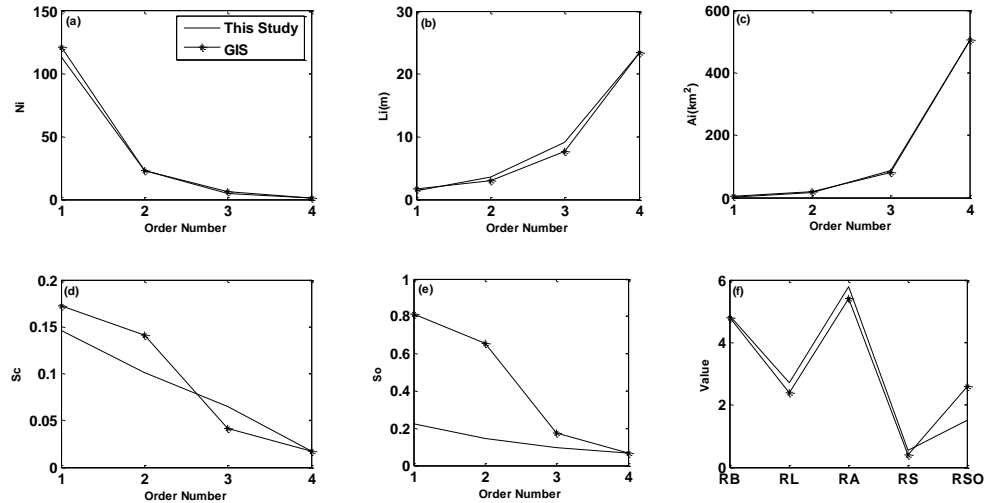 (a)
This Study
GIS
150
100
50
0
Ni
1 2 3 4
Order Number
(b)
30
20
10
0
Li(m)
1 2 3 4
Order Number
(c)
600
400
200
0
Ai(km²)
1 2 3 4
Order Number
(d)
0.2
0.15
0.1
0.05
0
Sc
1 2 3 4
Order Number
(e)
1
0.8
0.6
0.4
0.2
0
So
1 2 3 4
Order Number
(f)
6
4
2
0
Value
RB RL RA RS RSO